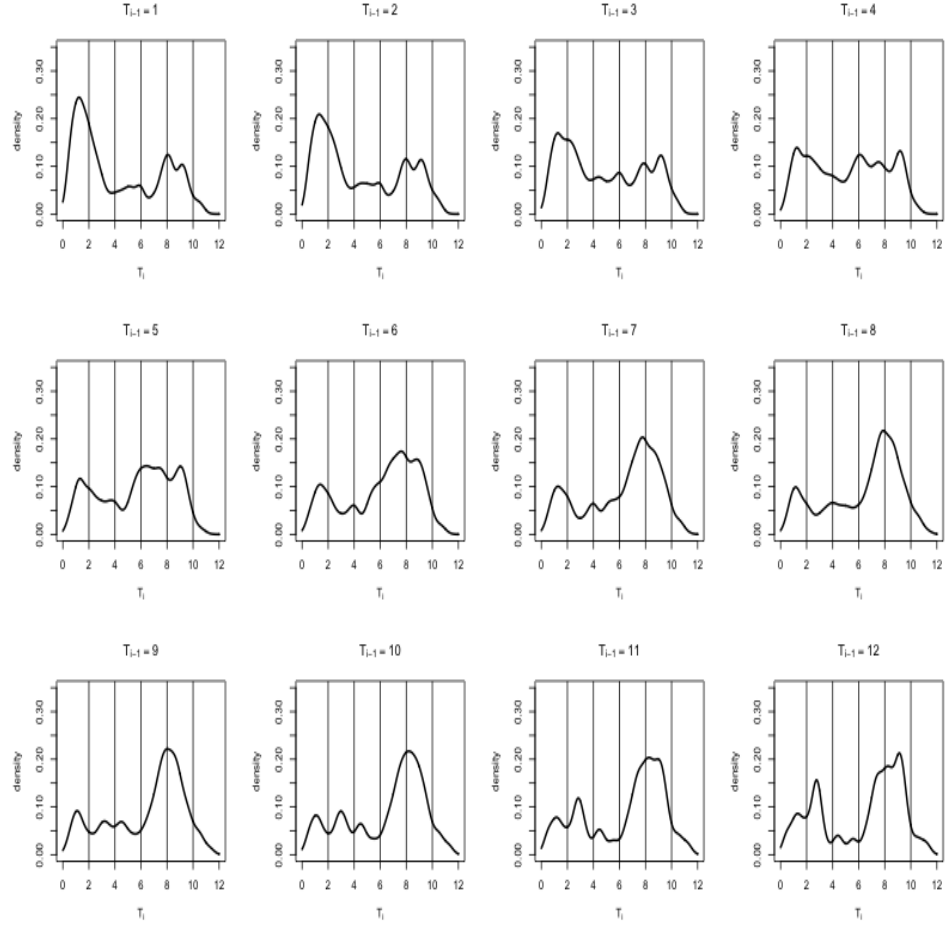 T_{i−1} = 1 T_{i−1} = 2 T_{i−1} = 3 T_{i−1} = 4
density density density density
0.00 0.10 0.20 0.30 0.00 0.10 0.20 0.30 0.00 0.10 0.20 0.30 0.00 0.10 0.20 0.30
0 2 4 6 8 10 12 0 2 4 6 8 10 12 0 2 4 6 8 10 12 0 2 4 6 8 10 12
T_i T_i T_i T_i
T_{i−1} = 5 T_{i−1} = 6 T_{i−1} = 7 T_{i−1} = 8
density density density density
0.00 0.10 0.20 0.30 0.00 0.10 0.20 0.30 0.00 0.10 0.20 0.30 0.00 0.10 0.20 0.30
0 2 4 6 8 10 12 0 2 4 6 8 10 12 0 2 4 6 8 10 12 0 2 4 6 8 10 12
T_i T_i T_i T_i
T_{i−1} = 9 T_{i−1} = 10 T_{i−1} = 11 T_{i−1} = 12
density density density density
0.00 0.10 0.20 0.30 0.00 0.10 0.20 0.30 0.00 0.10 0.20 0.30 0.00 0.10 0.20 0.30
0 2 4 6 8 10 12 0 2 4 6 8 10 12 0 2 4 6 8 10 12 0 2 4 6 8 10 12
T_i T_i T_i T_i